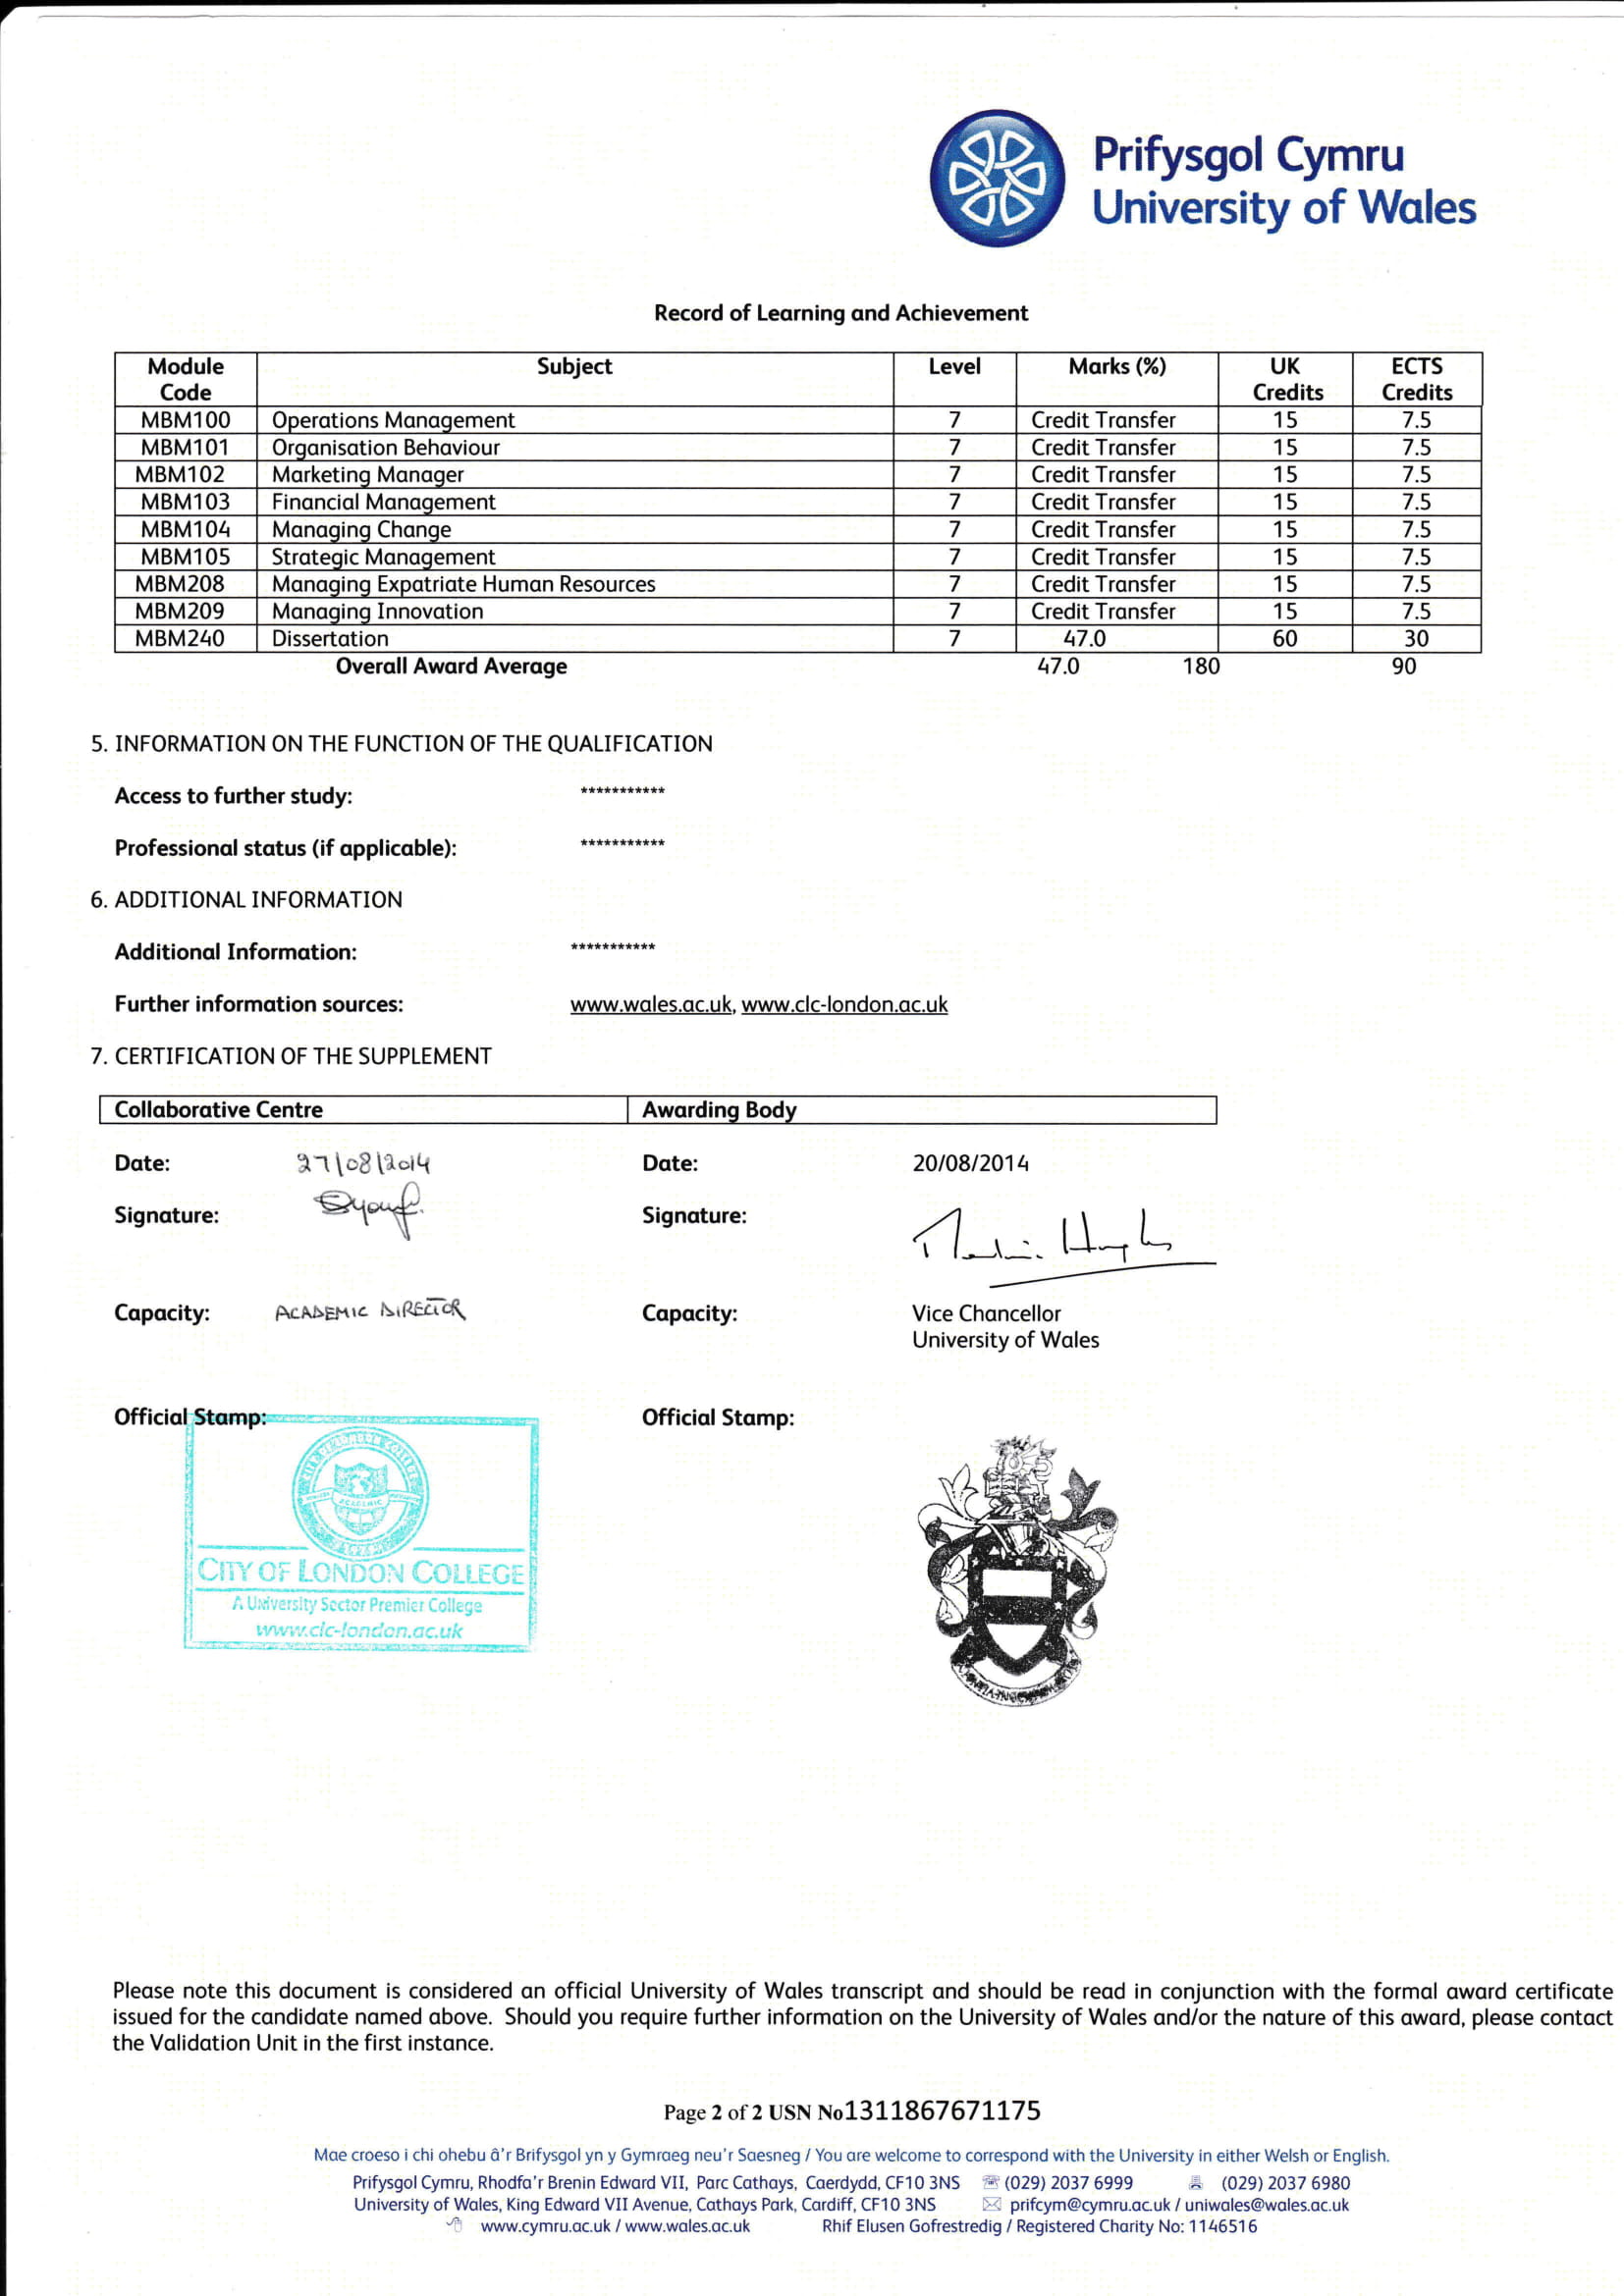 Prifysgol Cymru
University of Wales
Record of Learning and Achievement
Module Code Subject Level Marks (%) UK Credits ECTS Credits
MBM100 Operations Management 7 Credit Transfer 15 7.5
MBM101 Organisation Behaviour 7 Credit Transfer 15 7.5
MBM102 Marketing Manager 7 Credit Transfer 15 7.5
MBM103 Financial Management 7 Credit Transfer 15 7.5
MBM104 Managing Change 7 Credit Transfer 15 7.5
MBM105 Strategic Management 7 Credit Transfer 15 7.5
MBM208 Managing Expatriate Human Resources 7 Credit Transfer 15 7.5
MBM209 Managing Innovation 7 Credit Transfer 15 7.5
MBM240 Dissertation 7 47.0 60 30
Overall Award Average 47.0 180 90
5. INFORMATION ON THE FUNCTION OF THE QUALIFICATION
Access to further study: ***********
Professional status (if applicable): ***********
6. ADDITIONAL INFORMATION
Additional Information: ***********
Further information sources: www.wales.ac.uk, www.clc-london.ac.uk
7. CERTIFICATION OF THE SUPPLEMENT
Collaborative Centre Awarding Body
Date: 27/08/2014 Date: 20/08/2014
Signature: Signature:
Capacity: ACADEMIC DIRECTOR Capacity: Vice Chancellor
University of Wales
Official Stamp: Official Stamp:
ACADEMIC
CITY OF LONDON COLLEGE
A University Sector Premier College
www.clc-london.ac.uk
Please note this document is considered an official University of Wales transcript and should be read in conjunction with the formal award certificate
issued for the candidate named above. Should you require further information on the University of Wales and/or the nature of this award, please contact
the Validation Unit in the first instance.
Page 2 of 2 USN No1311867671175
Mae croeso i chi ohebu â'r Brifysgol yn y Gymraeg neu'r Saesneg / You are welcome to correspond with the University in either Welsh or English.
Prifysgol Cymru, Rhodfa'r Brenin Edward VII, Parc Cathays, Caerdydd, CF10 3NS (029) 2037 6999 (029) 2037 6980
University of Wales, King Edward VII Avenue, Cathays Park, Cardiff, CF10 3NS prifcym@cymru.ac.uk / uniwales@wales.ac.uk
www.cymru.ac.uk / www.wales.ac.uk Rhif Elusen Gofrestredig / Registered Charity No: 1146516